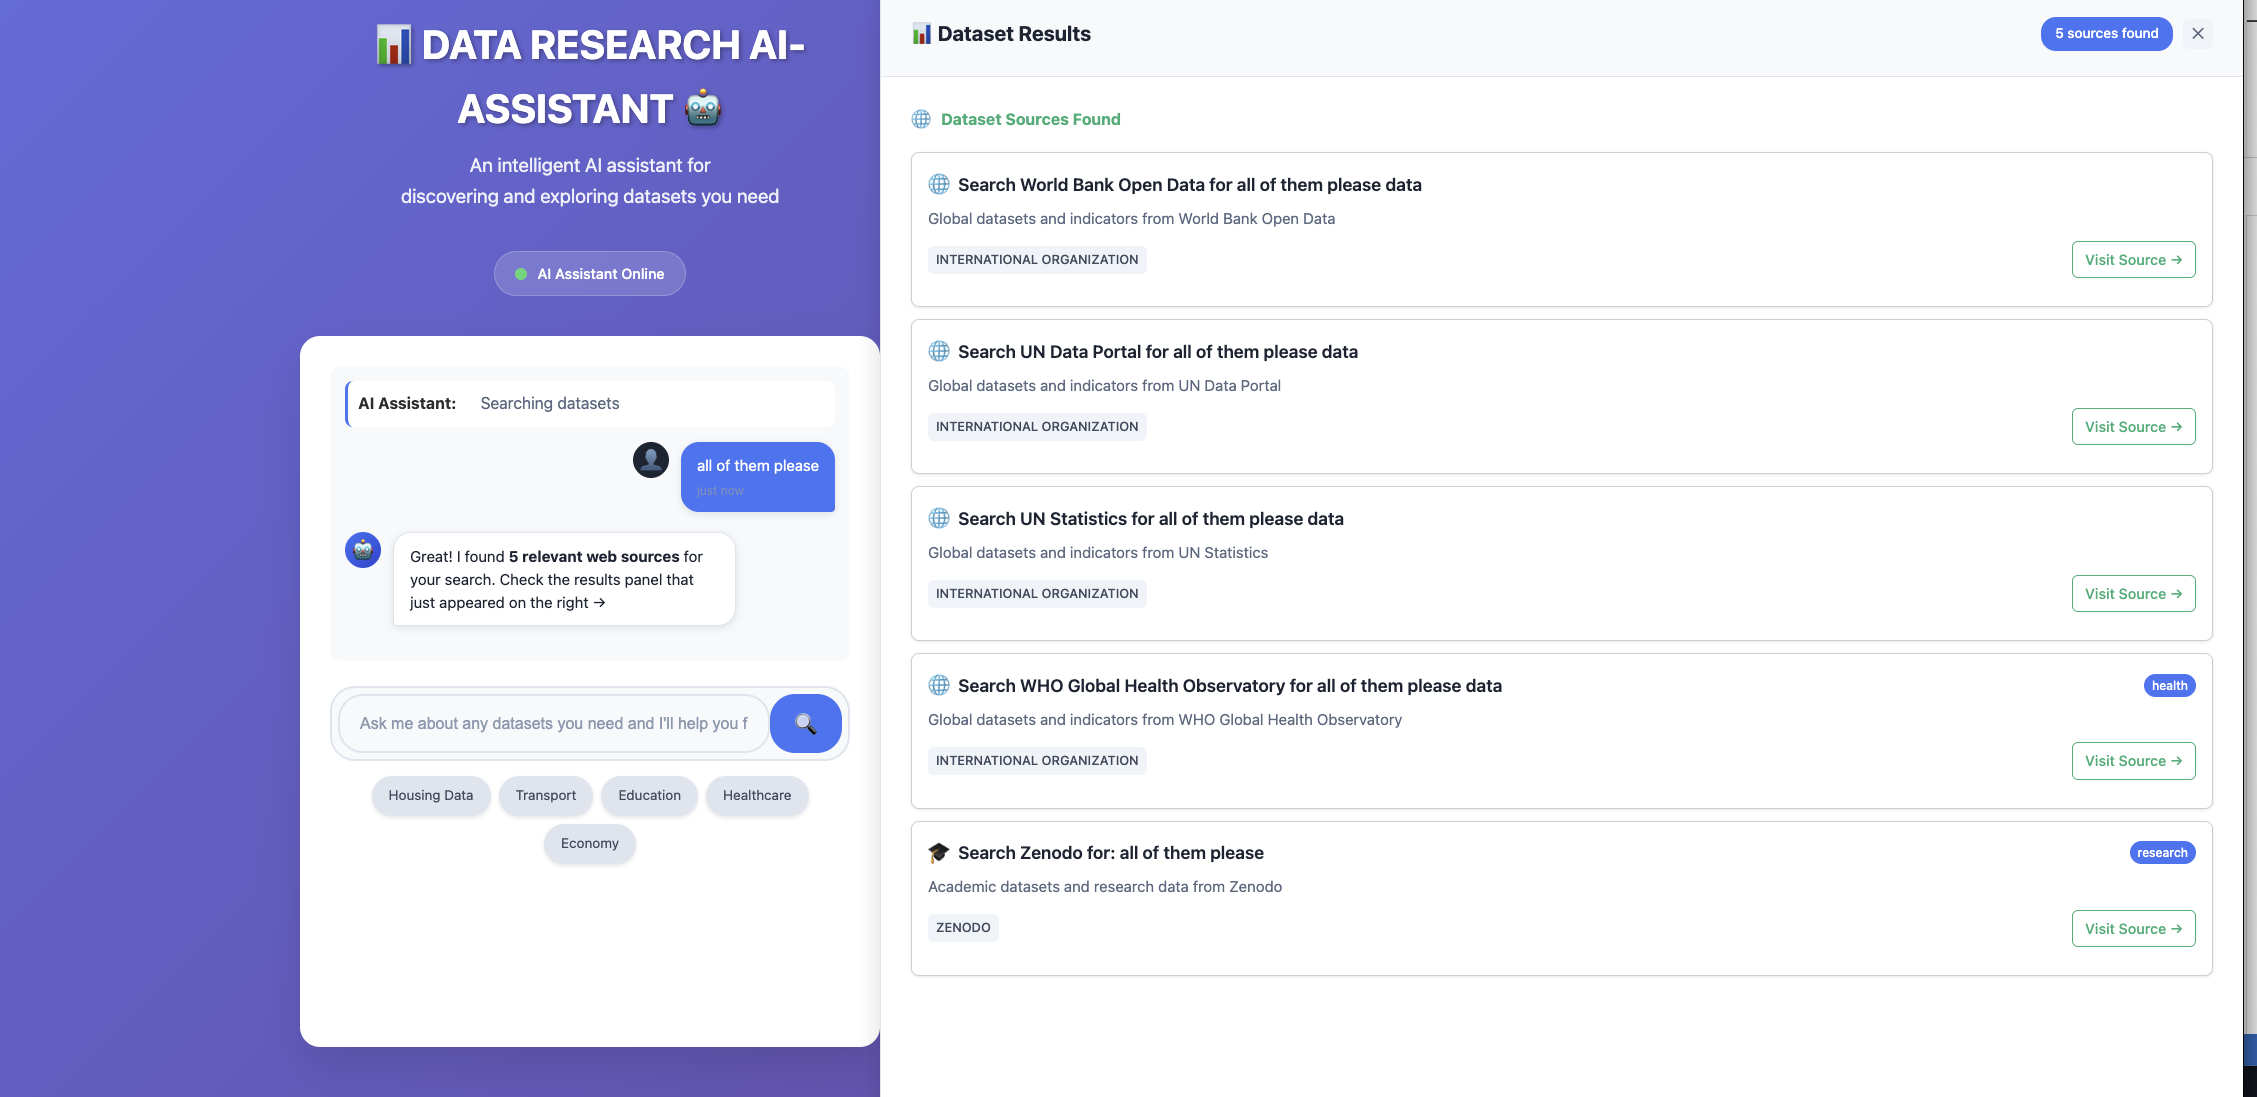 DATA RESEARCH AI-
ASSISTANT
An intelligent AI assistant for
discovering and exploring datasets you need
AI Assistant Online
AI Assistant: Searching datasets
all of them please
just now
Great! I found 5 relevant web sources for
your search. Check the results panel that
just appeared on the right →
Ask me about any datasets you need and I'll help you f
Housing Data
Transport
Education
Healthcare
Economy
Dataset Results
5 sources found
Dataset Sources Found
Search World Bank Open Data for all of them please data
Global datasets and indicators from World Bank Open Data
INTERNATIONAL ORGANIZATION
Visit Source →
Search UN Data Portal for all of them please data
Global datasets and indicators from UN Data Portal
INTERNATIONAL ORGANIZATION
Visit Source →
Search UN Statistics for all of them please data
Global datasets and indicators from UN Statistics
INTERNATIONAL ORGANIZATION
Visit Source →
Search WHO Global Health Observatory for all of them please data
health
Global datasets and indicators from WHO Global Health Observatory
INTERNATIONAL ORGANIZATION
Visit Source →
Search Zenodo for: all of them please
research
Academic datasets and research data from Zenodo
ZENODO
Visit Source →